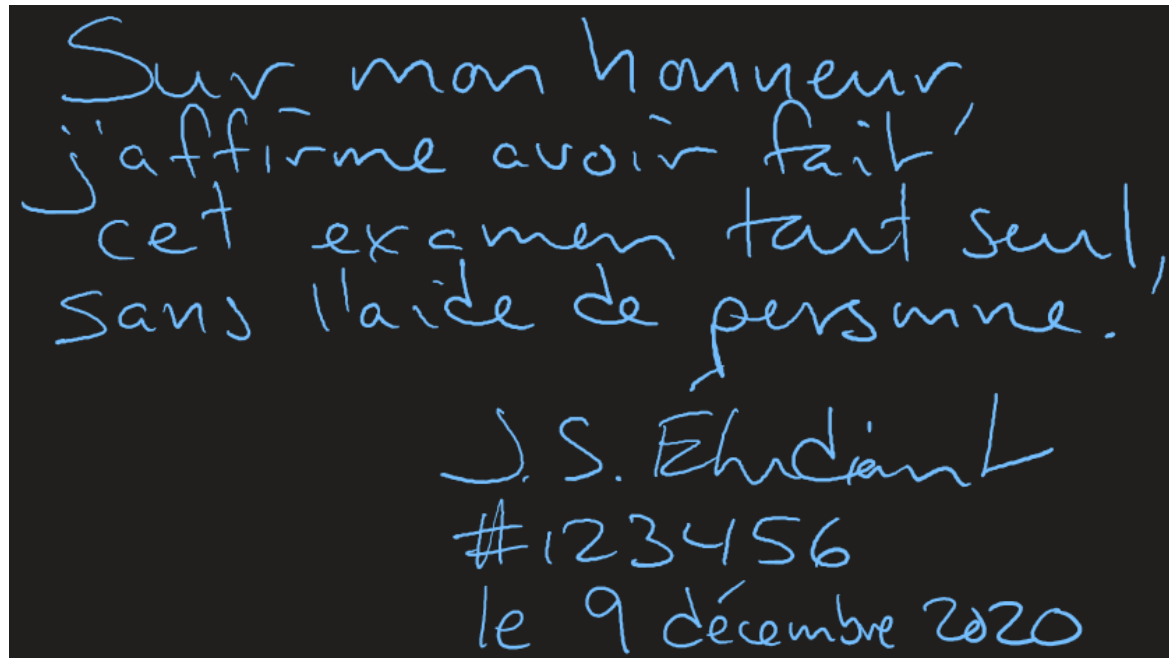 Sur mon honneur,
j'affirme avoir fait
cet examen tout seul,
sans l'aide de personne.
J. S. Étudiant
#123456
le 9 décembre 2020